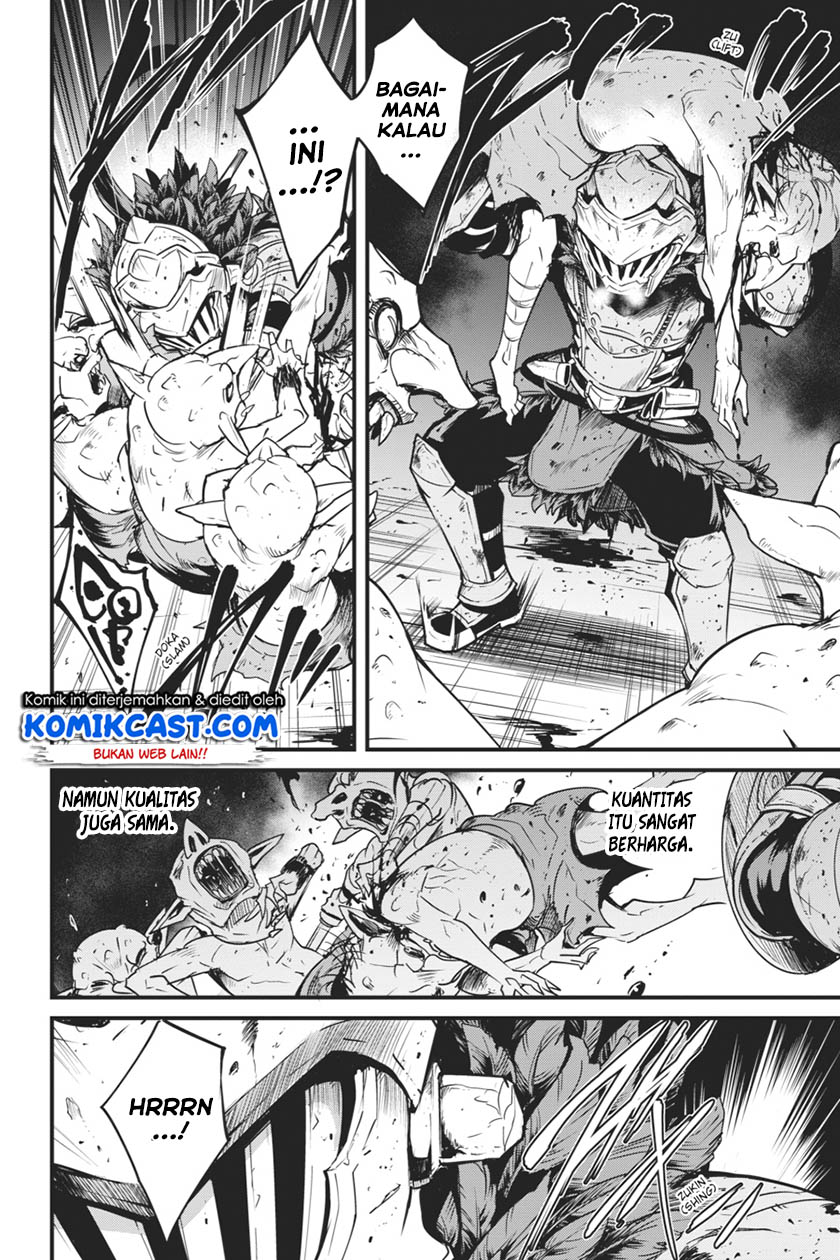 ZU
(LIFT)
BAGAI-
MANA
KALAU
...
...
INI
....!?
DOKA
(SLAM)
Komik ini diterjemahkan & diedit oleh
KOMIKCAST.COM
BUKAN WEB LAIN!!
KUANTITAS
ITU SANGAT
BERHARGA.
NAMUN KUALITAS
JUGA SAMA.
ZUKIN
(SHING)
HRRRN
....!